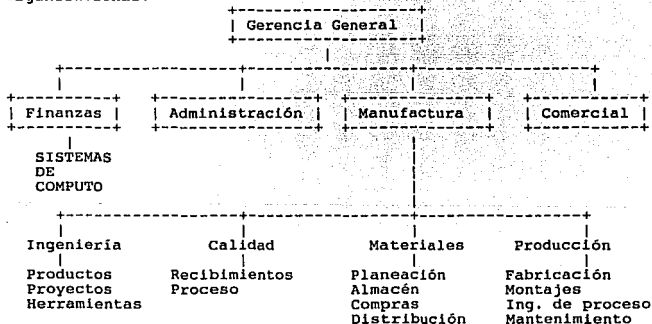 Gerencia General
Finanzas Administración Manufactura Comercial
SISTEMAS
DE
COMPUTO
Ingeniería Calidad Materiales Producción
Productos Recibimientos Planeación Fabricación
Proyectos Proceso Almacén Montajes
Herramientas Compras Ing. de proceso
Distribución Mantenimiento